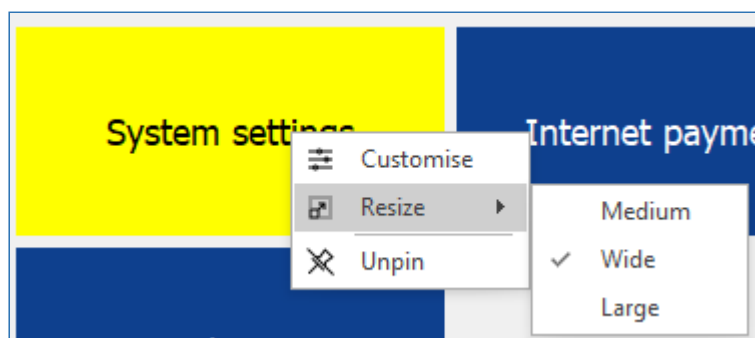 System settings
Internet payme
Customise
Resize
Unpin
Medium
Wide
Large